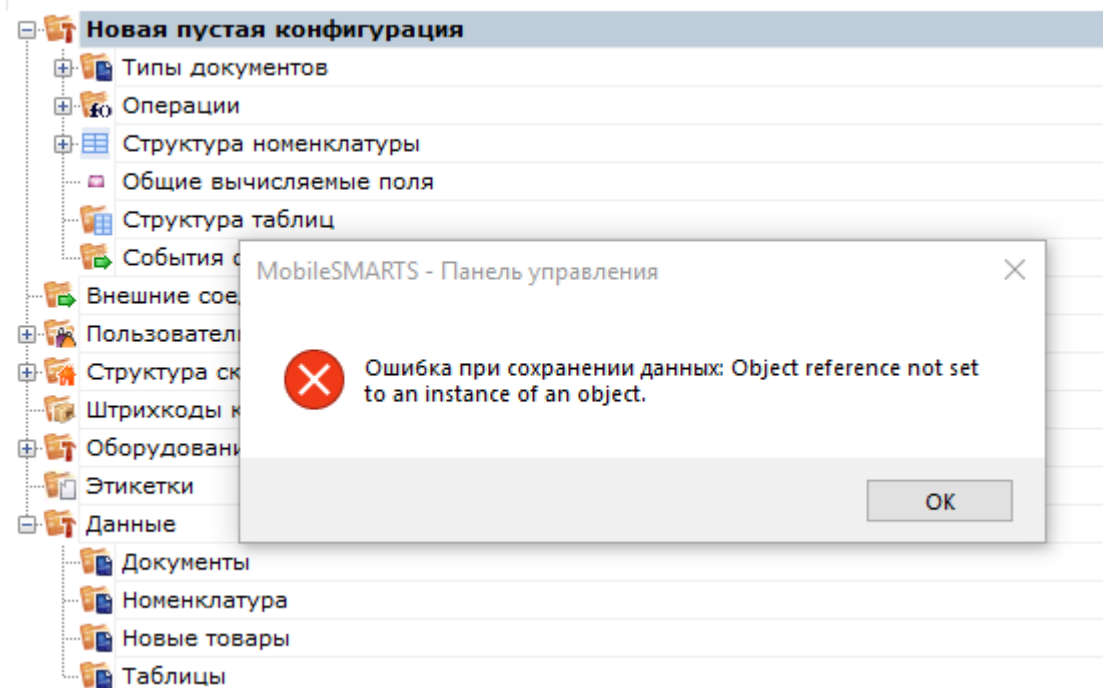 Новая пустая конфигурация
Типы документов
Операции
Структура номенклатуры
Общие вычисляемые поля
Структура таблиц
События с
MobileSMARTS - Панель управления
Внешние сое
Пользовател
Ошибка при сохранении данных: Object reference not set
to an instance of an object.
Структура ск
Штрихкоды к
Оборудовани
Этикетки
OK
Данные
Документы
Номенклатура
Новые товары
Таблицы